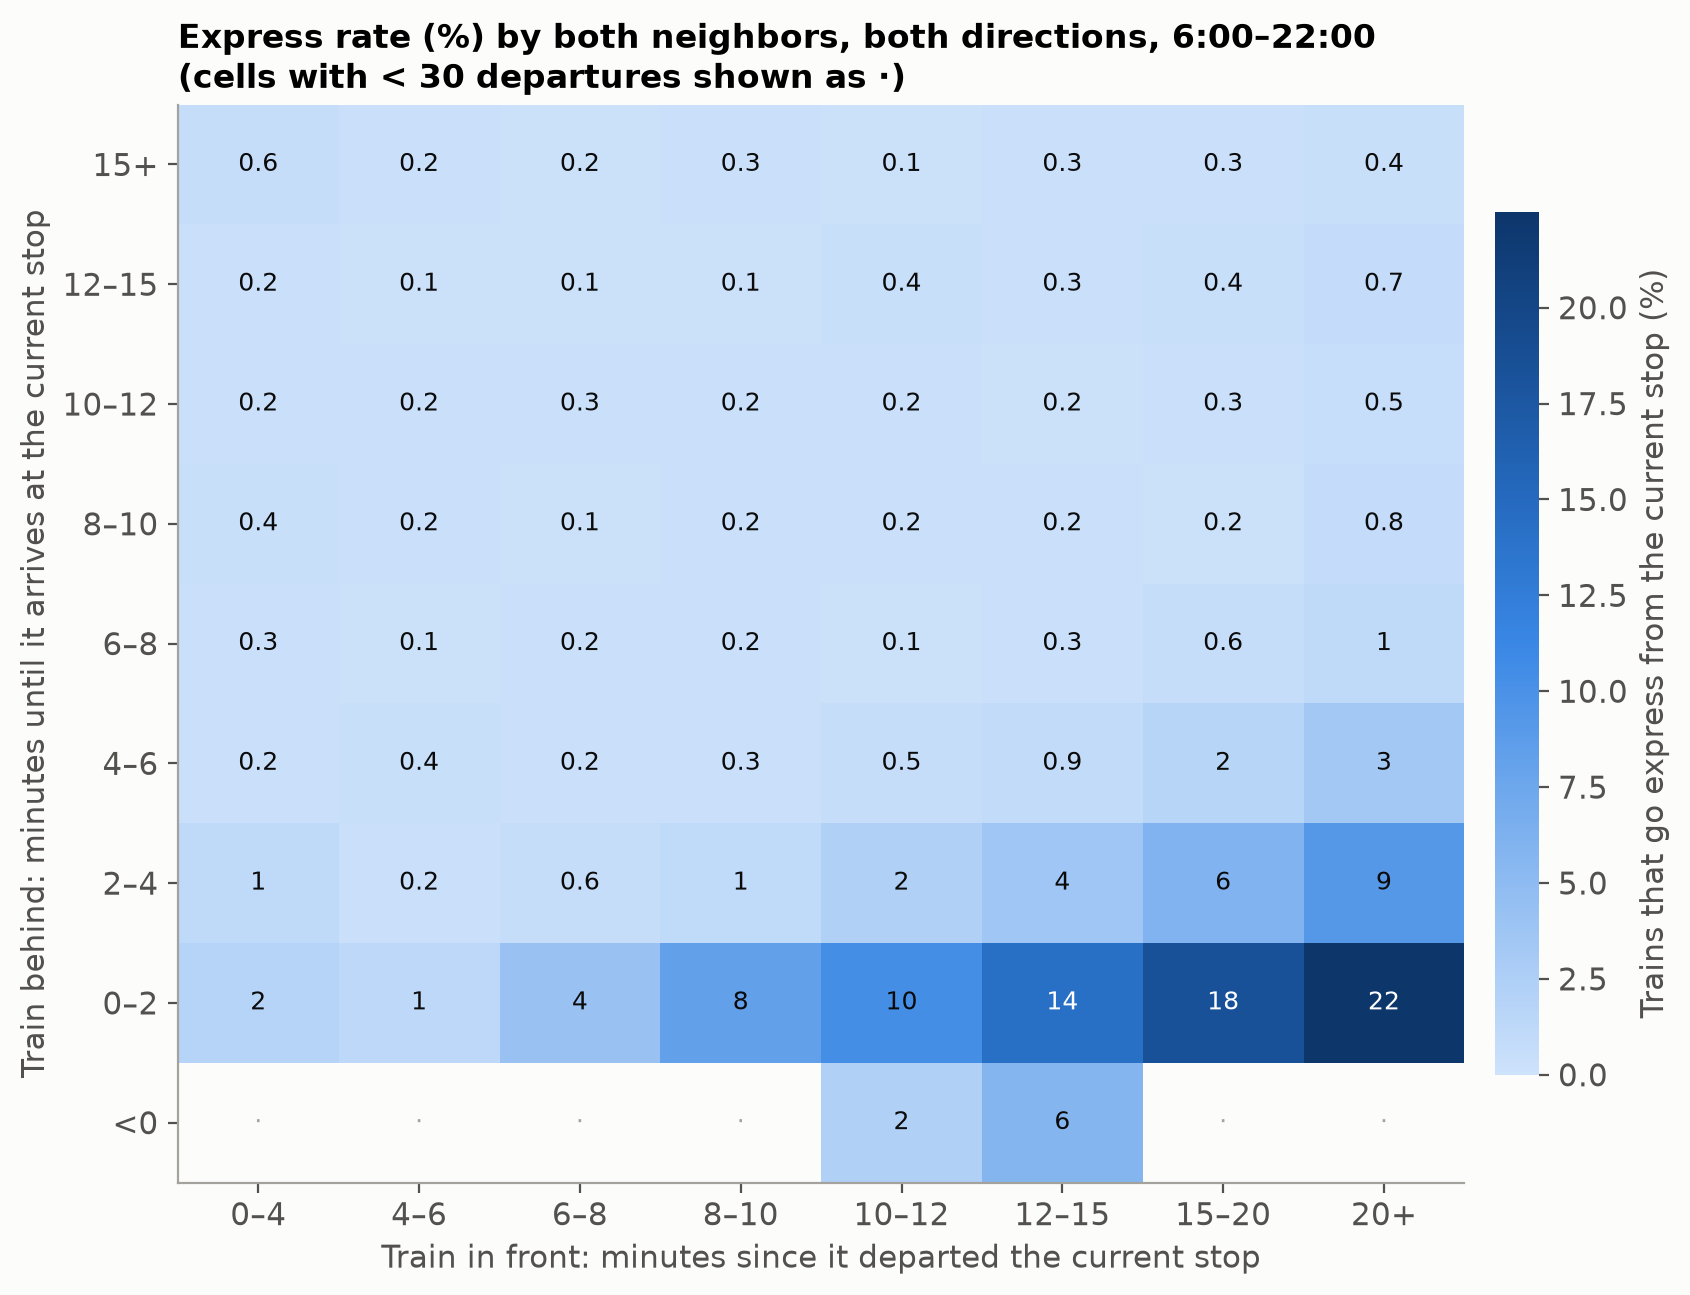 Express rate (%) by both neighbors, both directions, 6:00–22:00
(cells with < 30 departures shown as ·)
Train behind: minutes until it arrives at the current stop
15+ 0.6 0.2 0.2 0.3 0.1 0.3 0.3 0.4
12–15 0.2 0.1 0.1 0.1 0.4 0.3 0.4 0.7
10–12 0.2 0.2 0.3 0.2 0.2 0.2 0.3 0.5
8–10 0.4 0.2 0.1 0.2 0.2 0.2 0.2 0.8
6–8 0.3 0.1 0.2 0.2 0.1 0.3 0.6 1
4–6 0.2 0.4 0.2 0.3 0.5 0.9 2 3
2–4 1 0.2 0.6 1 2 4 6 9
0–2 2 1 4 8 10 14 18 22
<0 · · · · 2 6 · ·
0–4 4–6 6–8 8–10 10–12 12–15 15–20 20+
Train in front: minutes since it departed the current stop
20.0
17.5
15.0
12.5
10.0
7.5
5.0
2.5
0.0
Trains that go express from the current stop (%)